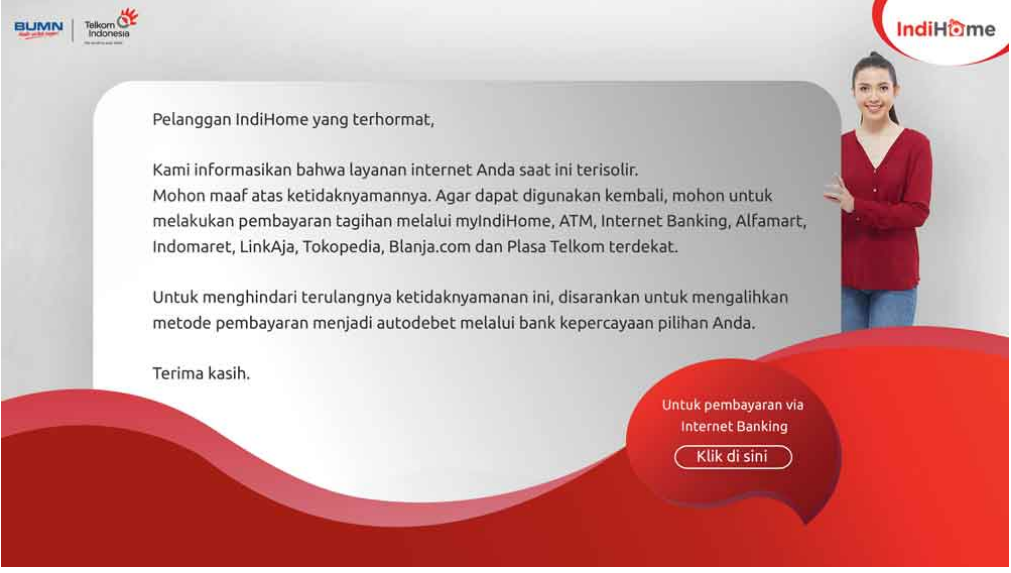 BUMN
Telkom
Indonesia
IndiHome
Pelanggan IndiHome yang terhormat,
Kami informasikan bahwa layanan internet Anda saat ini terisolir.
Mohon maaf atas ketidaknyamannya. Agar dapat digunakan kembali, mohon untuk
melakukan pembayaran tagihan melalui myIndiHome, ATM, Internet Banking, Alfamart,
Indomaret, LinkAja, Tokopedia, Blanja.com dan Plasa Telkom terdekat.
Untuk menghindari terulangnya ketidaknyamanan ini, disarankan untuk mengalihkan
metode pembayaran menjadi autodebet melalui bank kepercayaan pilihan Anda.
Terima kasih.
Untuk pembayaran via
Internet Banking
Klik di sini